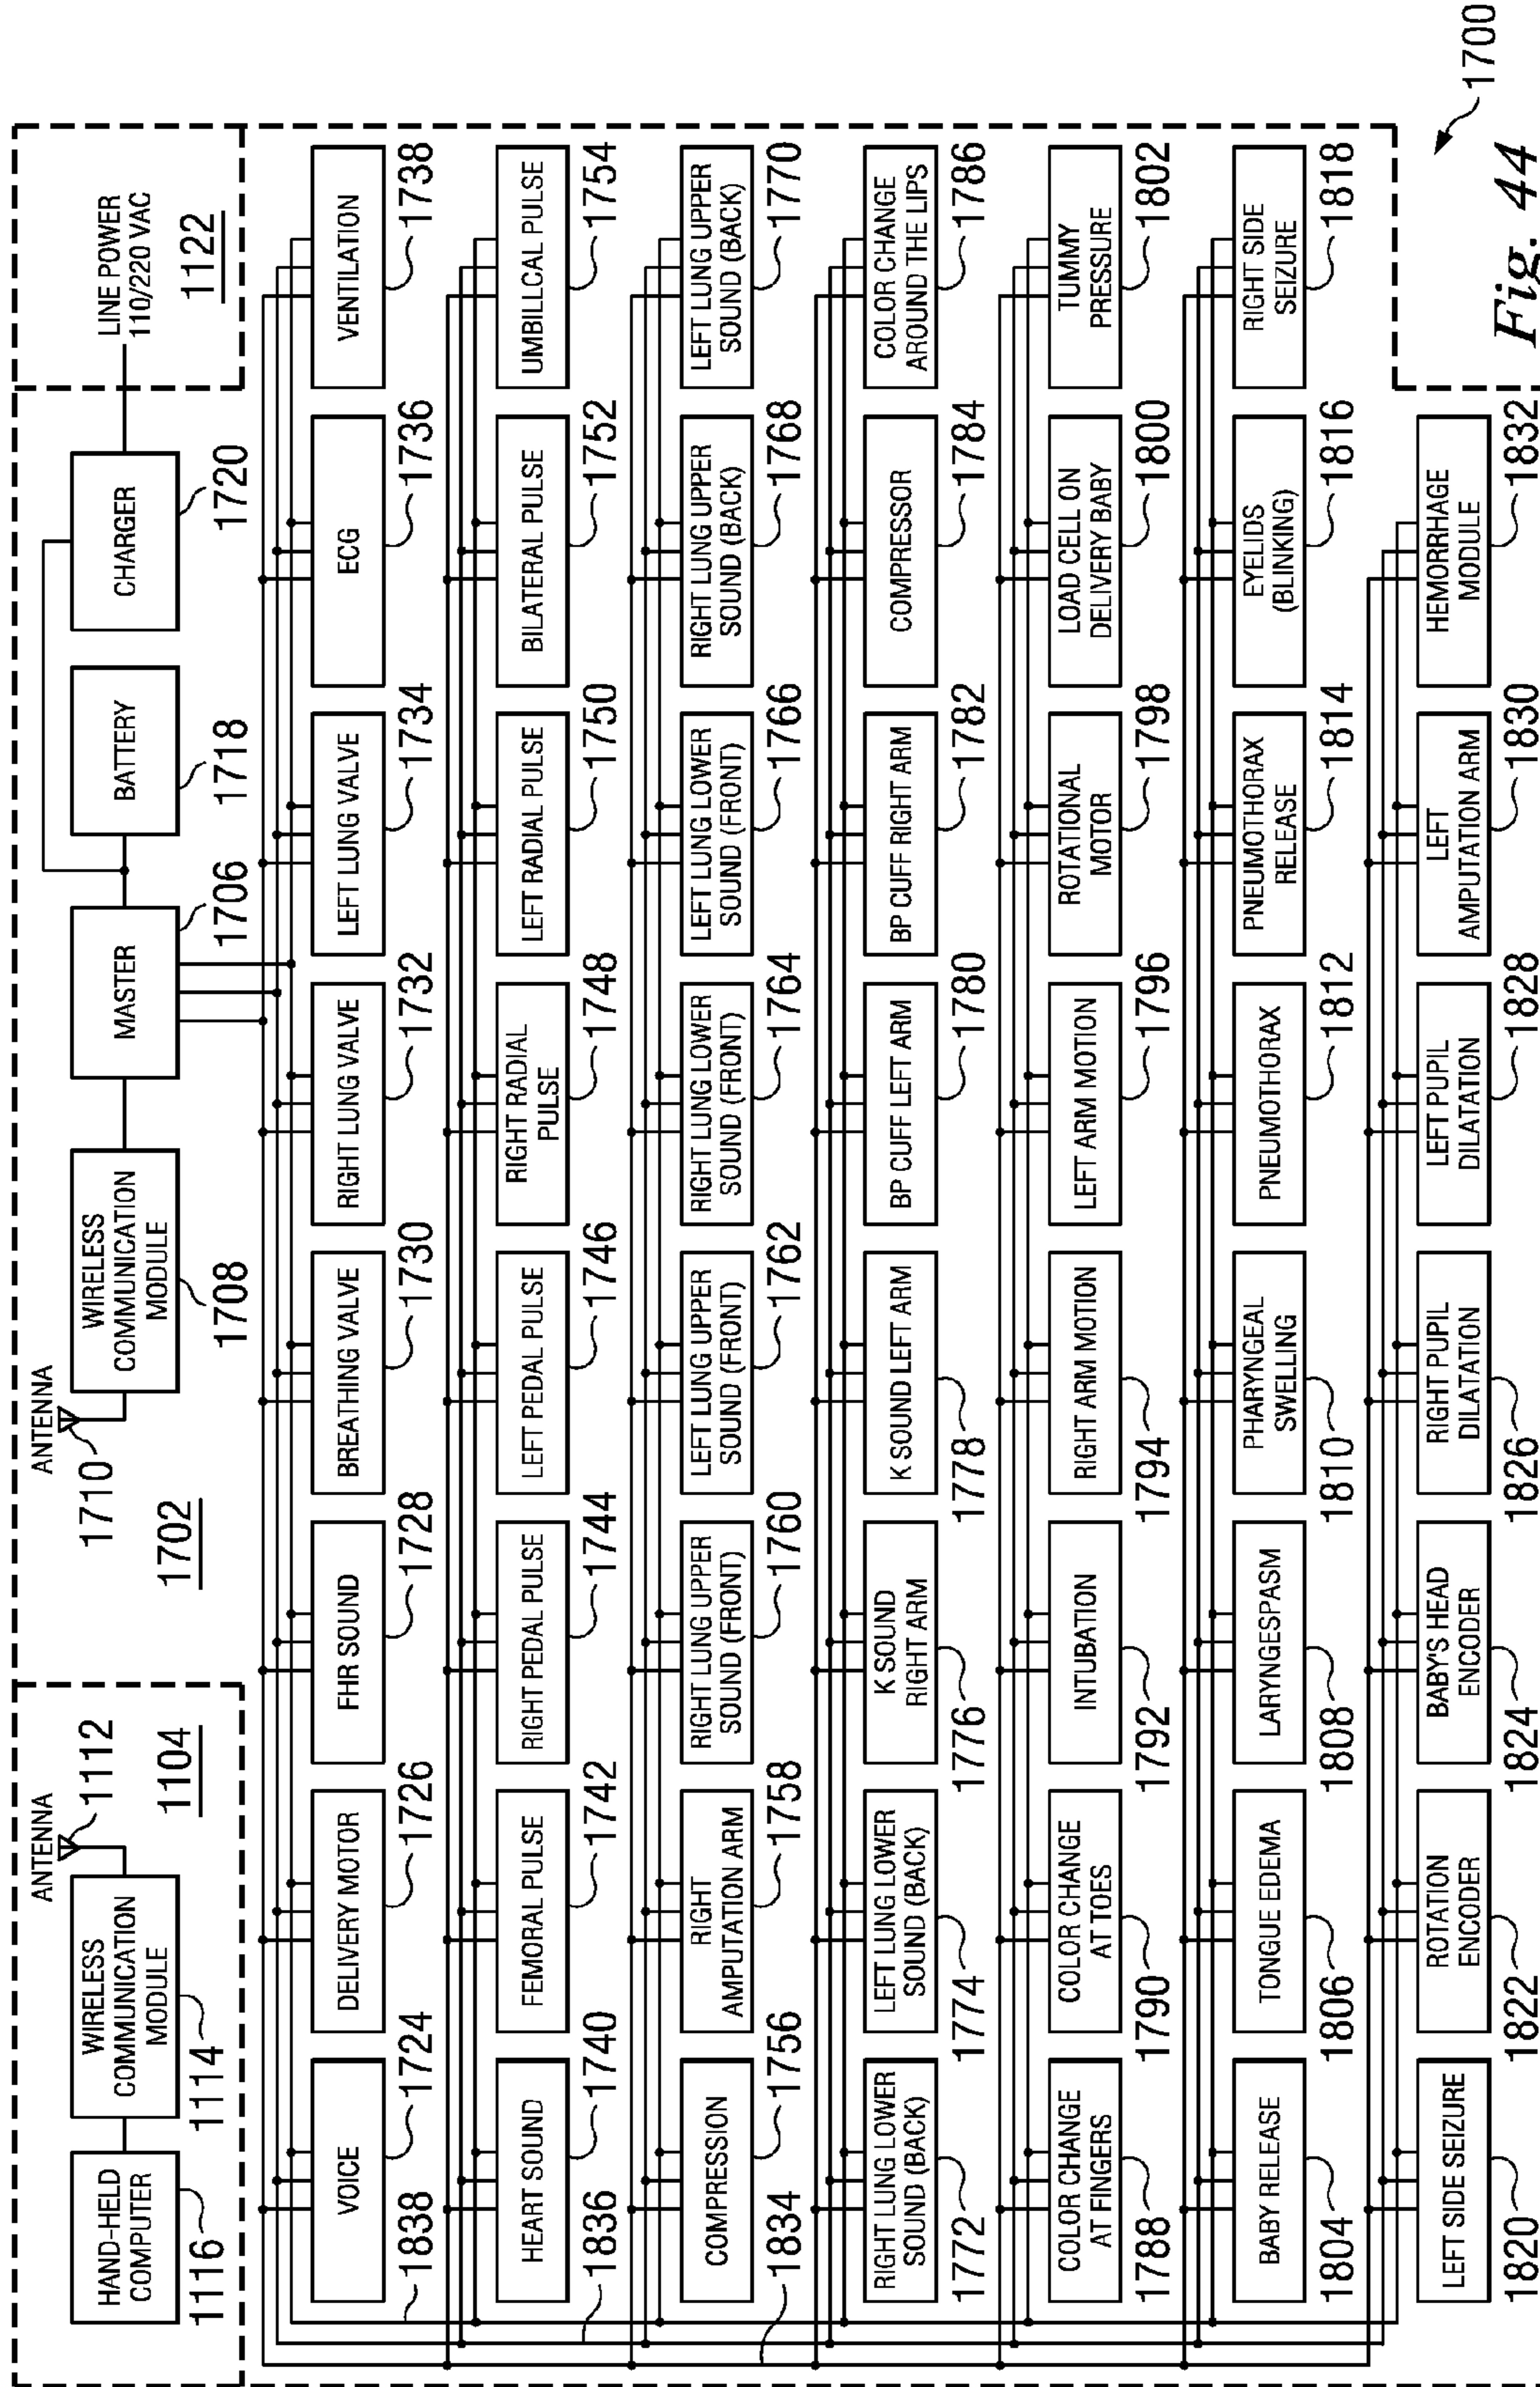 ANTENNA
ANTENNA
HAND-HELD
COMPUTER
1116
WIRELESS
COMMUNICATION
MODULE
1114
1112
1104
1702
1710
WIRELESS
COMMUNICATION
MODULE
1708
MASTER
1706
BATTERY
1718
CHARGER
1720
LINE POWER
110/220 VAC
1122
VOICE
1724
DELIVERY MOTOR
1726
FHR SOUND
1728
BREATHING VALVE
1730
RIGHT LUNG VALVE
1732
LEFT LUNG VALVE
1734
ECG
1736
VENTILATION
1738
1838
HEART SOUND
1740
FEMORAL PULSE
1742
RIGHT PEDAL PULSE
1744
LEFT PEDAL PULSE
1746
RIGHT RADIAL
PULSE
1748
LEFT RADIAL PULSE
1750
BILATERAL PULSE
1752
UMBILLCAL PULSE
1754
1836
COMPRESSION
1756
RIGHT
AMPUTATION ARM
1758
RIGHT LUNG UPPER
SOUND (FRONT)
1760
LEFT LUNG UPPER
SOUND (FRONT)
1762
RIGHT LUNG LOWER
SOUND (FRONT)
1764
LEFT LUNG LOWER
SOUND (FRONT)
1766
RIGHT LUNG UPPER
SOUND (BACK)
1768
LEFT LUNG UPPER
SOUND (BACK)
1770
1834
RIGHT LUNG LOWER
SOUND (BACK)
1772
LEFT LUNG LOWER
SOUND (BACK)
1774
K SOUND
RIGHT ARM
1776
K SOUND LEFT ARM
1778
BP CUFF LEFT ARM
1780
BP CUFF RIGHT ARM
1782
COMPRESSOR
1784
COLOR CHANGE
AROUND THE LIPS
1786
COLOR CHANGE
AT FINGERS
1788
COLOR CHANGE
AT TOES
1790
INTUBATION
1792
RIGHT ARM MOTION
1794
LEFT ARM MOTION
1796
ROTATIONAL
MOTOR
1798
LOAD CELL ON
DELIVERY BABY
1800
TUMMY
PRESSURE
1802
BABY RELEASE
1804
TONGUE EDEMA
1806
LARYNGESPASM
1808
PHARYNGEAL
SWELLING
1810
PNEUMOTHORAX
1812
PNEUMOTHORAX
RELEASE
1814
EYELIDS
(BLINKING)
1816
RIGHT SIDE
SEIZURE
1818
LEFT SIDE SEIZURE
1820
ROTATION
ENCODER
1822
BABY'S HEAD
ENCODER
1824
RIGHT PUPIL
DILATATION
1826
LEFT PUPIL
DILATATION
1828
LEFT
AMPUTATION ARM
1830
HEMORRHAGE
MODULE
1832
1700
Fig. 44